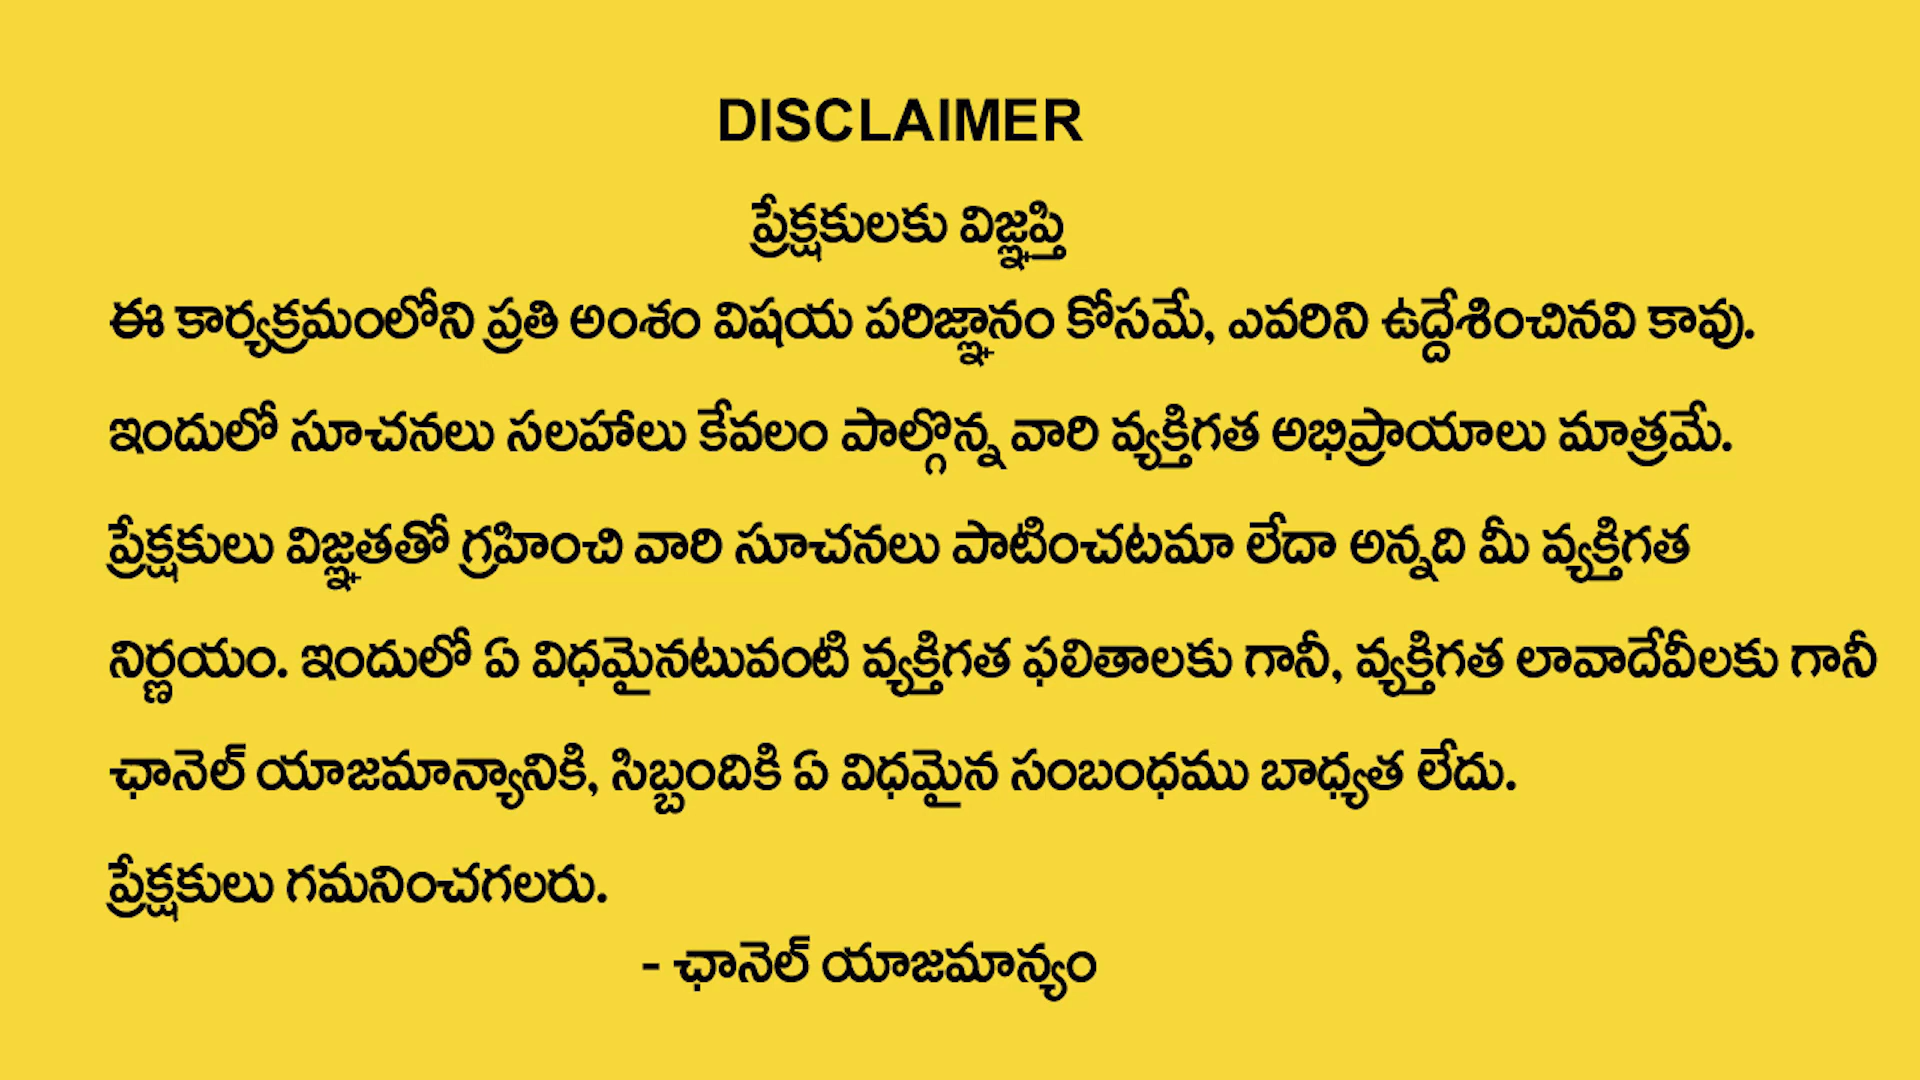 DISCLAIMER
ప్రేక్షకులకు విజ్ఞప్తి
ఈ కార్యక్రమంలోని ప్రతి అంశం విషయ పరిజ్ఞానం కోసమే, ఎవరిని ఉద్దేశించినవి కావు.
ఇందులో సూచనలు సలహాలు కేవలం పాల్గొన్న వారి వ్యక్తిగత అభిప్రాయాలు మాత్రమే.
ప్రేక్షకులు విజ్ఞతతో గ్రహించి వారి సూచనలు పాటించటమా లేదా అన్నది మీ వ్యక్తిగత
నిర్ణయం. ఇందులో ఏ విధమైనటువంటి వ్యక్తిగత ఫలితాలకు గానీ, వ్యక్తిగత లావాదేవీలకు గానీ
ఛానెల్ యాజమాన్యానికి, సిబ్బందికి ఏ విధమైన సంబంధము బాధ్యత లేదు.
ప్రేక్షకులు గమనించగలరు.
- ఛానెల్ యాజమాన్యం